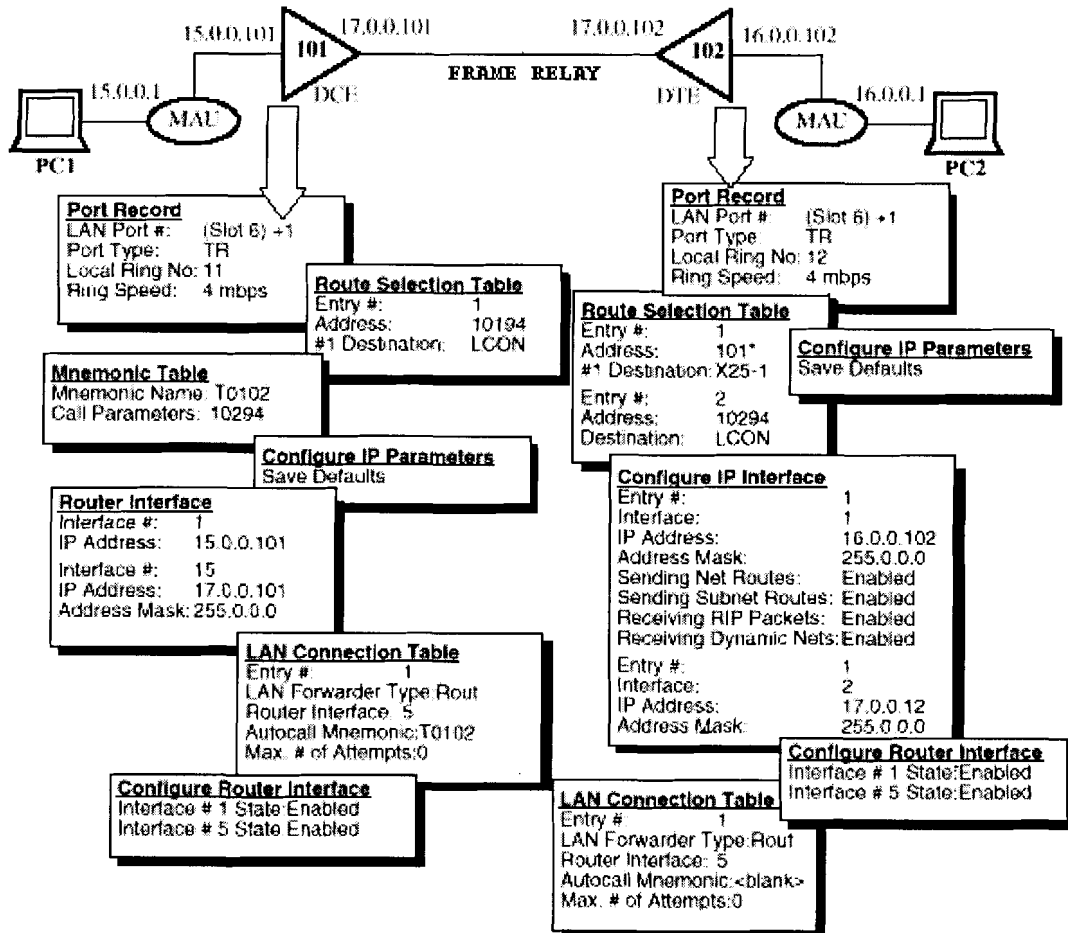 15.0.0.101
17.0.0.101
17.0.0.102
16.0.0.102
101
102
FRAME RELAY
15.0.0.1
DCE
DTE
16.0.0.1
MAU
MAU
PC1
PC2
Port Record
LAN Port #: (Slot 6) +1
Port Type: TR
Local Ring No: 11
Ring Speed: 4 mbps
Route Selection Table
Entry #: 1
Address: 10194
#1 Destination: LCON
Mnemonic Table
Mnemonic Name: T0102
Call Parameters: 10294
Configure IP Parameters
Save Defaults
Router Interface
Interface #: 1
IP Address: 15.0.0.101
Interface #: 15
IP Address: 17.0.0.101
Address Mask: 255.0.0.0
LAN Connection Table
Entry #: 1
LAN Forwarder Type:Rout
Router Interface: 5
Autocall Mnemonic:T0102
Max. # of Attempts:0
Configure Router Interface
Interface # 1 State:Enabled
Interface # 5 State Enabled
Port Record
LAN Port #: (Slot 6) +1
Port Type: TR
Local Ring No: 12
Ring Speed: 4 mbps
Route Selection Table
Entry #: 1
Address: 101*
#1 Destination: X25-1
Entry #: 2
Address: 10294
Destination: LCON
Configure IP Parameters
Save Defaults
Configure IP Interface
Entry #: 1
Interface: 1
IP Address: 16.0.0.102
Address Mask: 255.0.0.0
Sending Net Routes: Enabled
Sending Subnet Routes: Enabled
Receiving RIP Packets: Enabled
Receiving Dynamic Nets:Enabled
Entry #: 1
Interface: 2
IP Address: 17.0.0.12
Address Mask: 255.0.0.0
Configure Router Interface
Interface # 1 State:Enabled
Interface # 5 State:Enabled
LAN Connection Table
Entry #: 1
LAN Forwarder Type:Rout
Router Interface: 5
Autocall Mnemonic:<blank>
Max. # of Attempts:0